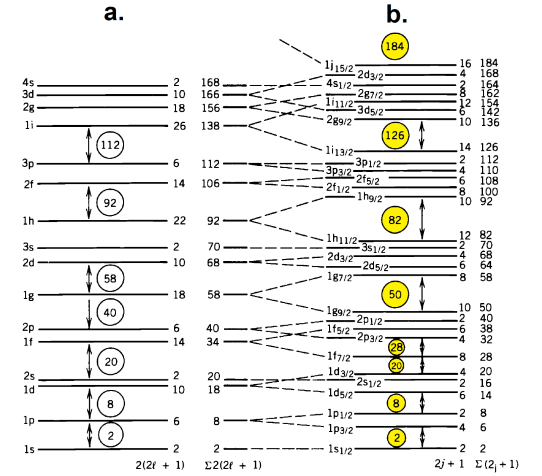 a.
4s 2 168
3d 10 166
2g 18 156
1i 26 138
112
3p 6 112
2f 14 106
92
1h 22 92
3s 2 70
2d 10 68
58
1g 18 58
40
2p 6 40
1f 14 34
20
2s 2 20
1d 10 18
8
1p 6 8
2
1s 2 2
2(2ℓ + 1) Σ2(2ℓ + 1)
b.
184
1j15/2 16 184
2d3/2 4 168
4s1/2 2 164
2g7/2 8 162
1i11/2 12 154
3d5/2 6 142
2g9/2 10 136
126
1i13/2 14 126
3p1/2 2 112
3p3/2 4 110
2f5/2 6 108
2f1/2 8 100
1h9/2 10 92
82
1h11/2 12 82
3s1/2 2 70
2d3/2 4 68
2d5/2 6 64
1g7/2 8 58
50
1g9/2 10 50
2p1/2 2 40
1f5/2 6 38
2p3/2 4 32
28
1f7/2 8 28
20
1d3/2 4 20
2s1/2 2 16
1d5/2 6 14
8
1p1/2 2 8
1p3/2 4 6
2
1s1/2 2 2
2j + 1 Σ(2j + 1)